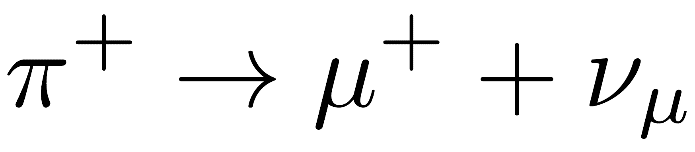 π⁺ → μ⁺ + ν_μ